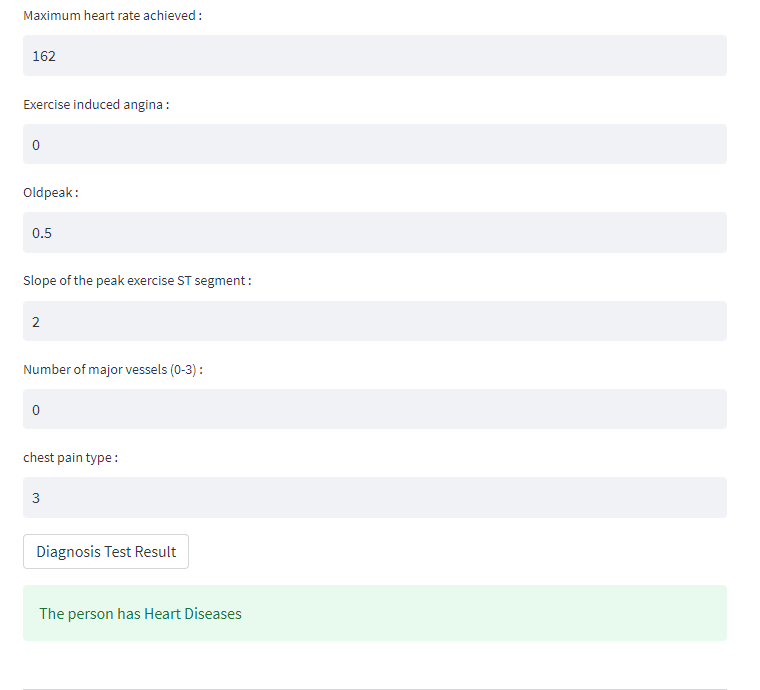 Maximum heart rate achieved :
162
Exercise induced angina :
0
Oldpeak :
0.5
Slope of the peak exercise ST segment :
2
Number of major vessels (0-3) :
0
chest pain type :
3
Diagnosis Test Result
The person has Heart Diseases